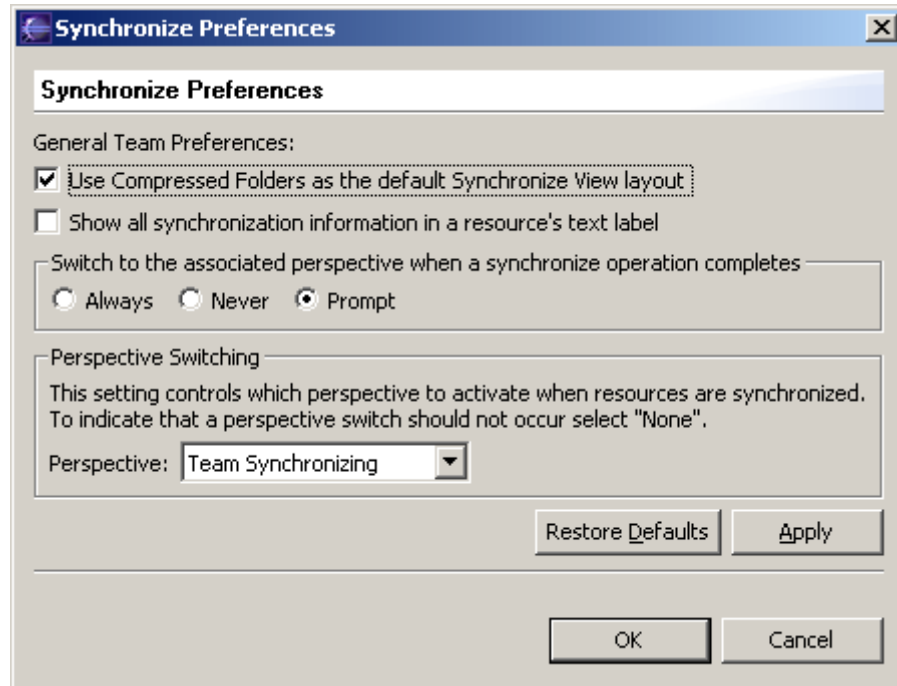 Synchronize Preferences
Synchronize Preferences
General Team Preferences:
Use Compressed Folders as the default Synchronize View layout
Show all synchronization information in a resource's text label
Switch to the associated perspective when a synchronize operation completes
Always Never Prompt
Perspective Switching
This setting controls which perspective to activate when resources are synchronized.
To indicate that a perspective switch should not occur select "None".
Perspective: Team Synchronizing
Restore Defaults Apply
OK Cancel